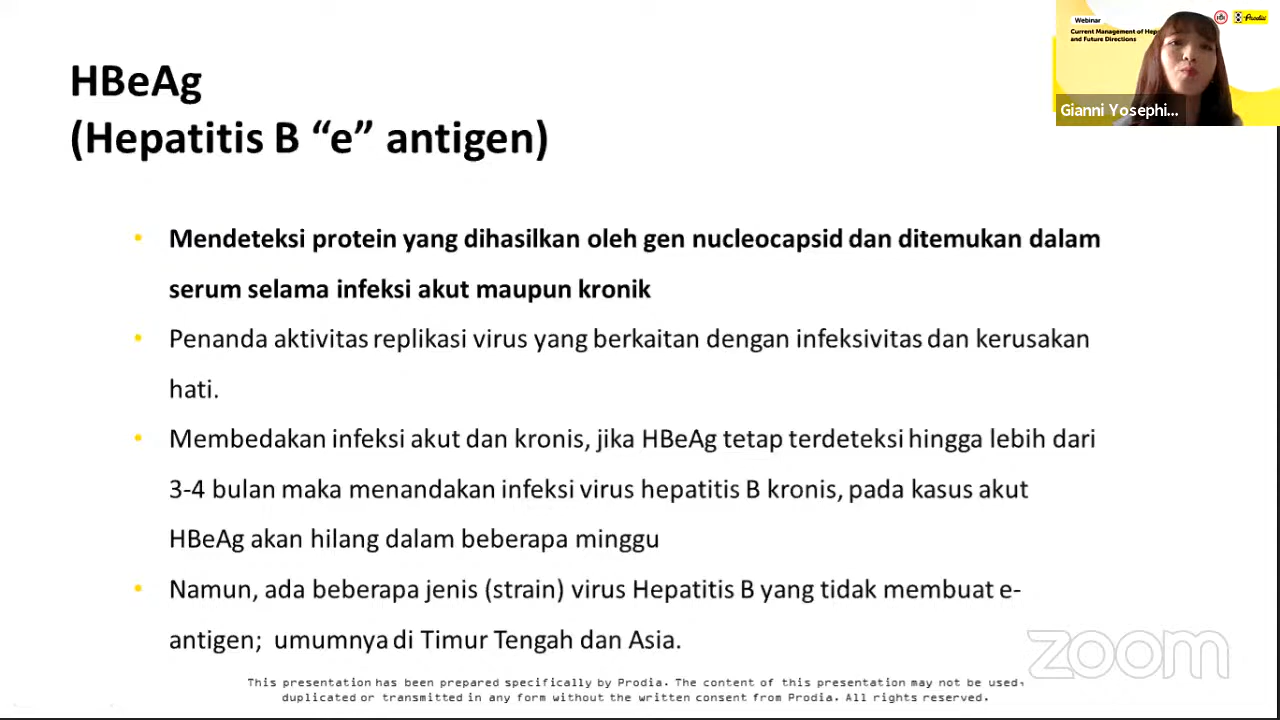 HBeAg
(Hepatitis B “e” antigen)
Webinar
Current Management of Hep
and Future Directions
Prodia
Gianni Yosephi...
• Mendeteksi protein yang dihasilkan oleh gen nucleocapsid dan ditemukan dalam
serum selama infeksi akut maupun kronik
• Penanda aktivitas replikasi virus yang berkaitan dengan infeksivitas dan kerusakan
hati.
• Membedakan infeksi akut dan kronis, jika HBeAg tetap terdeteksi hingga lebih dari
3-4 bulan maka menandakan infeksi virus hepatitis B kronis, pada kasus akut
HBeAg akan hilang dalam beberapa minggu
• Namun, ada beberapa jenis (strain) virus Hepatitis B yang tidak membuat e-
antigen; umumnya di Timur Tengah dan Asia.
zoom
This presentation has been prepared specifically by Prodia. The content of this presentation may not be used,
duplicated or transmitted in any form without the written consent from Prodia. All rights reserved.